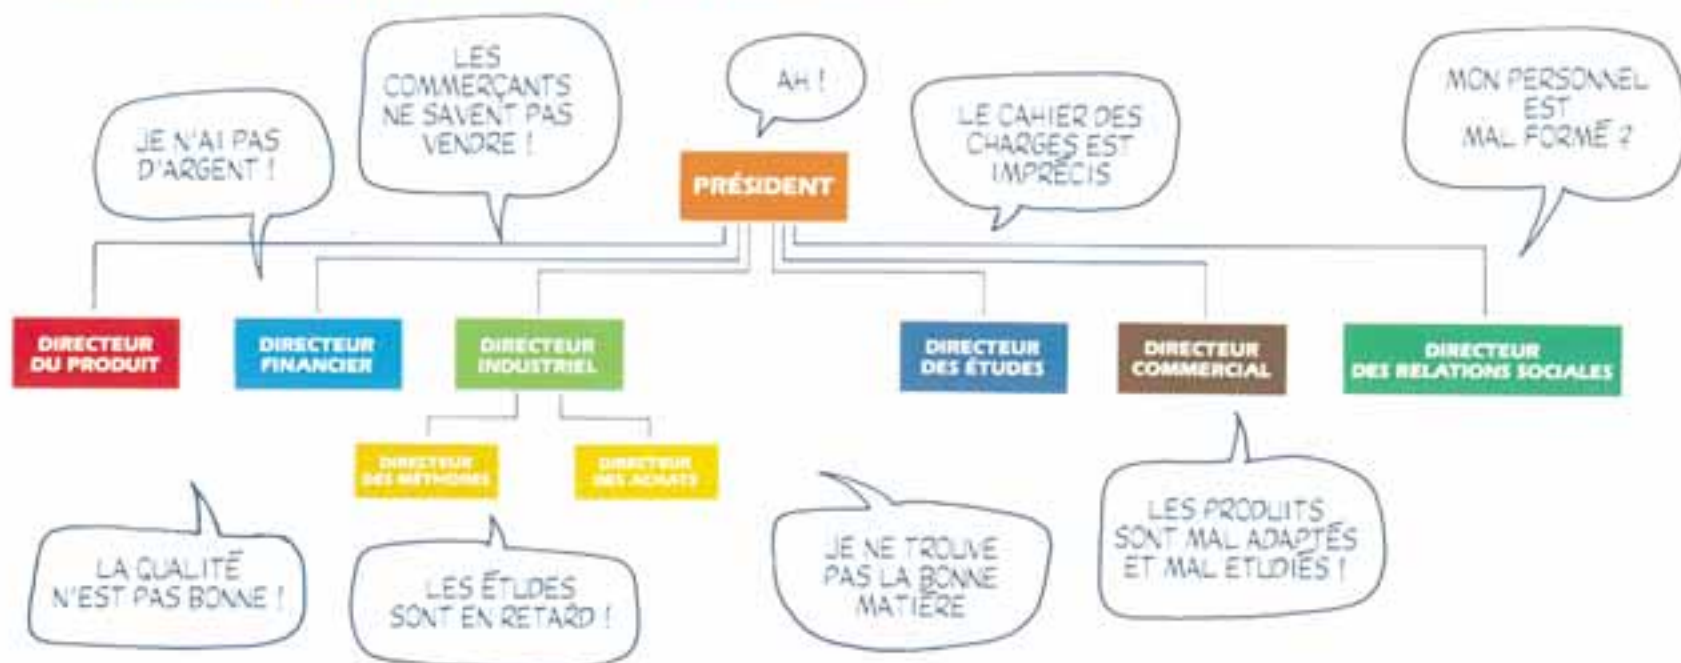 LES
COMMERÇANTS
NE SAVENT PAS
VENDRE !
AH !
MON PERSONNEL
EST
MAL FORMÉ ?
JE N'AI PAS
D'ARGENT !
LE CAHIER DES
CHARGES EST
IMPRÉCIS
PRÉSIDENT
DIRECTEUR
DU PRODUIT
DIRECTEUR
FINANCIER
DIRECTEUR
INDUSTRIEL
DIRECTEUR
DES ÉTUDES
DIRECTEUR
COMMERCIAL
DIRECTEUR
DES RELATIONS SOCIALES
DIRECTEUR
DES MÉTHODES
DIRECTEUR
DES ACHATS
LA QUALITÉ
N'EST PAS BONNE !
LES ÉTUDES
SONT EN RETARD !
JE NE TROUVE
PAS LA BONNE
MATIÈRE
LES PRODUITS
SONT MAL ADAPTÉS
ET MAL ETUDIÉS !